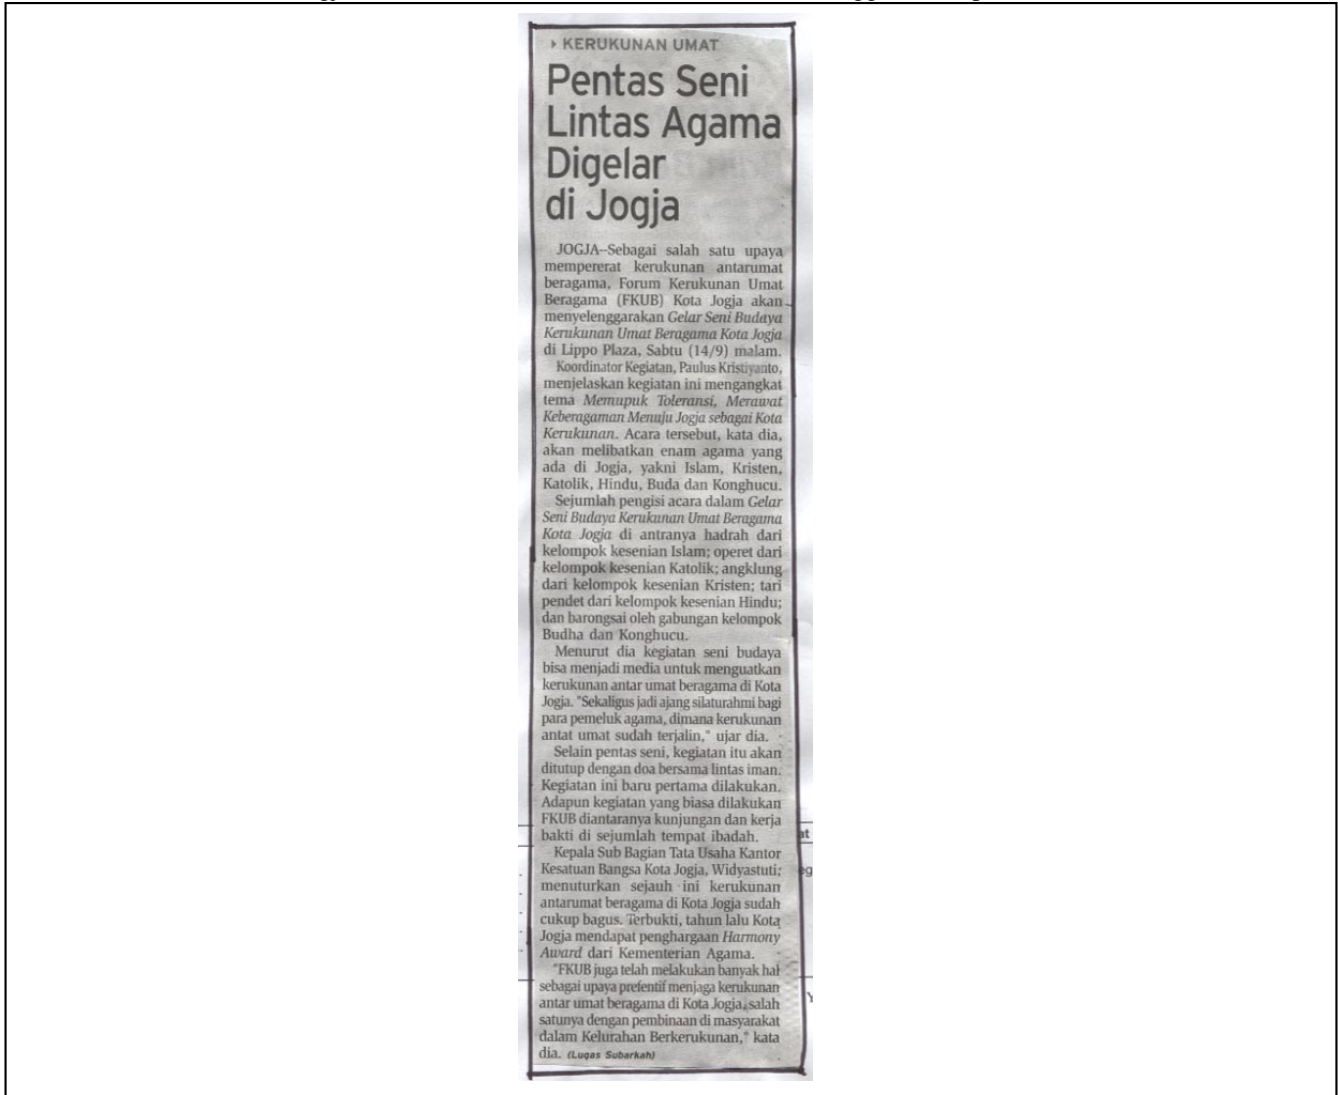 ▸ KERUKUNAN UMAT
Pentas Seni
Lintas Agama
Digelar
di Jogja
JOGJA--Sebagai salah satu upaya
mempererat kerukunan antarumat
beragama, Forum Kerukunan Umat
Beragama (FKUB) Kota Jogja akan
menyelenggarakan Gelar Seni Budaya
Kerukunan Umat Beragama Kota Jogja
di Lippo Plaza, Sabtu (14/9) malam.
Koordinator Kegiatan, Paulus Kristiyanto,
menjelaskan kegiatan ini mengangkat
tema Memupuk Toleransi, Merawat
Keberagaman Menuju Jogja sebagai Kota
Kerukunan. Acara tersebut, kata dia,
akan melibatkan enam agama yang
ada di Jogja, yakni Islam, Kristen,
Katolik, Hindu, Buda dan Konghucu.
Sejumlah pengisi acara dalam Gelar
Seni Budaya Kerukunan Umat Beragama
Kota Jogja di antranya hadrah dari
kelompok kesenian Islam; operet dari
kelompok kesenian Katolik; angklung
dari kelompok kesenian Kristen; tari
pendet dari kelompok kesenian Hindu;
dan barongsai oleh gabungan kelompok
Budha dan Konghucu.
Menurut dia kegiatan seni budaya
bisa menjadi media untuk menguatkan
kerukunan antar umat beragama di Kota
Jogja. "Sekaligus jadi ajang silaturahmi bagi
para pemeluk agama, dimana kerukunan
antat umat sudah terjalin," ujar dia.
Selain pentas seni, kegiatan itu akan
ditutup dengan doa bersama lintas iman.
Kegiatan ini baru pertama dilakukan.
Adapun kegiatan yang biasa dilakukan
FKUB diantaranya kunjungan dan kerja
bakti di sejumlah tempat ibadah.
Kepala Sub Bagian Tata Usaha Kantor
Kesatuan Bangsa Kota Jogja, Widyastuti;
menuturkan sejauh ini kerukunan
antarumat beragama di Kota Jogja sudah
cukup bagus. Terbukti, tahun lalu Kota
Jogja mendapat penghargaan Harmony
Award dari Kementerian Agama.
"FKUB juga telah melakukan banyak hal
sebagai upaya prefentif menjaga kerukunan
antar umat beragama di Kota Jogja, salah
satunya dengan pembinaan di masyarakat
dalam Kelurahan Berkerukunan," kata
dia. (Lugas Subarkah)